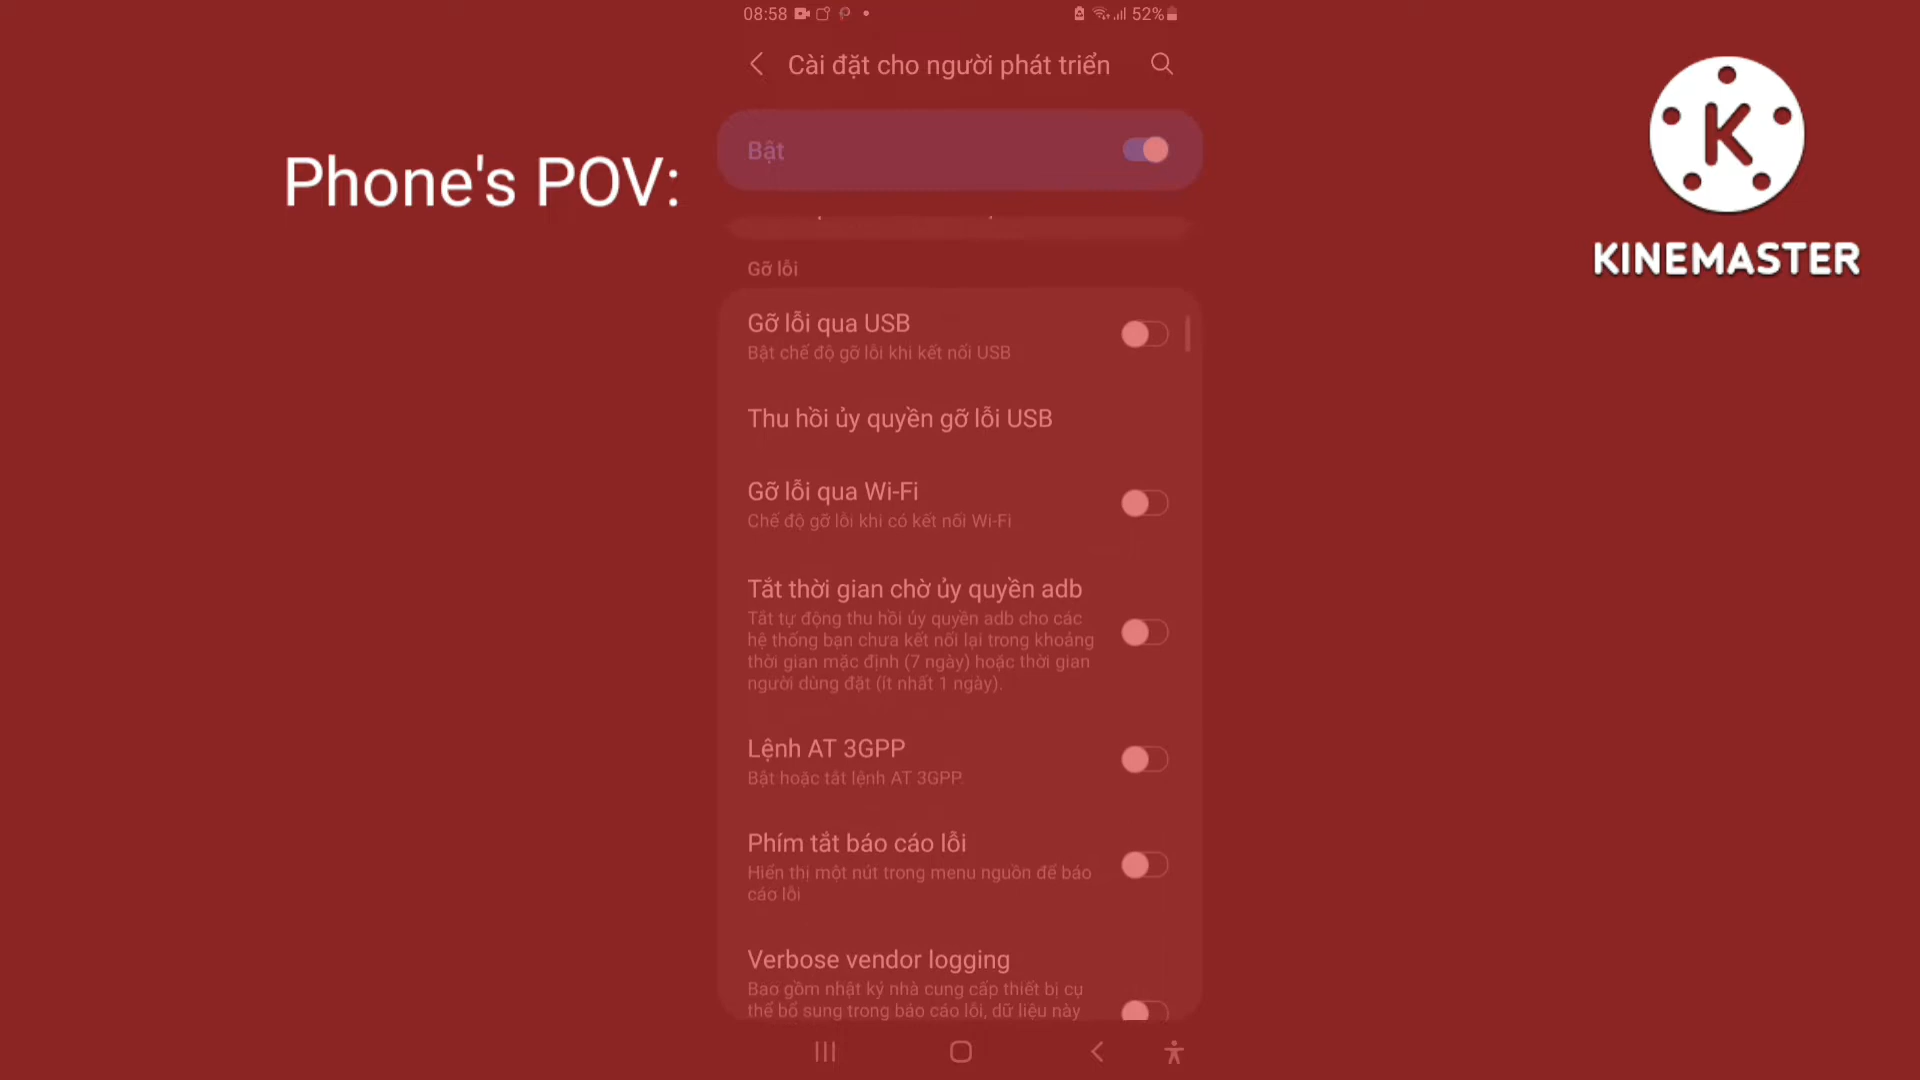 08:58
52%
Cài đặt cho người phát triển
Phone's POV:
Bật
KINEMASTER
Gỡ lỗi
Gỡ lỗi qua USB
Bật chế độ gỡ lỗi khi kết nối USB
Thu hồi ủy quyền gỡ lỗi USB
Gỡ lỗi qua Wi-Fi
Chế độ gỡ lỗi khi có kết nối Wi-Fi
Tắt thời gian chờ ủy quyền adb
Tắt tự động thu hồi ủy quyền adb cho các
hệ thống bạn chưa kết nối lại trong khoảng
thời gian mặc định (7 ngày) hoặc thời gian
người dùng đặt (ít nhất 1 ngày).
Lệnh AT 3GPP
Bật hoặc tắt lệnh AT 3GPP.
Phím tắt báo cáo lỗi
Hiển thị một nút trong menu nguồn để báo
cáo lỗi
Verbose vendor logging
Bao gồm nhật ký nhà cung cấp thiết bị cụ
thể bổ sung trong báo cáo lỗi, dữ liệu này